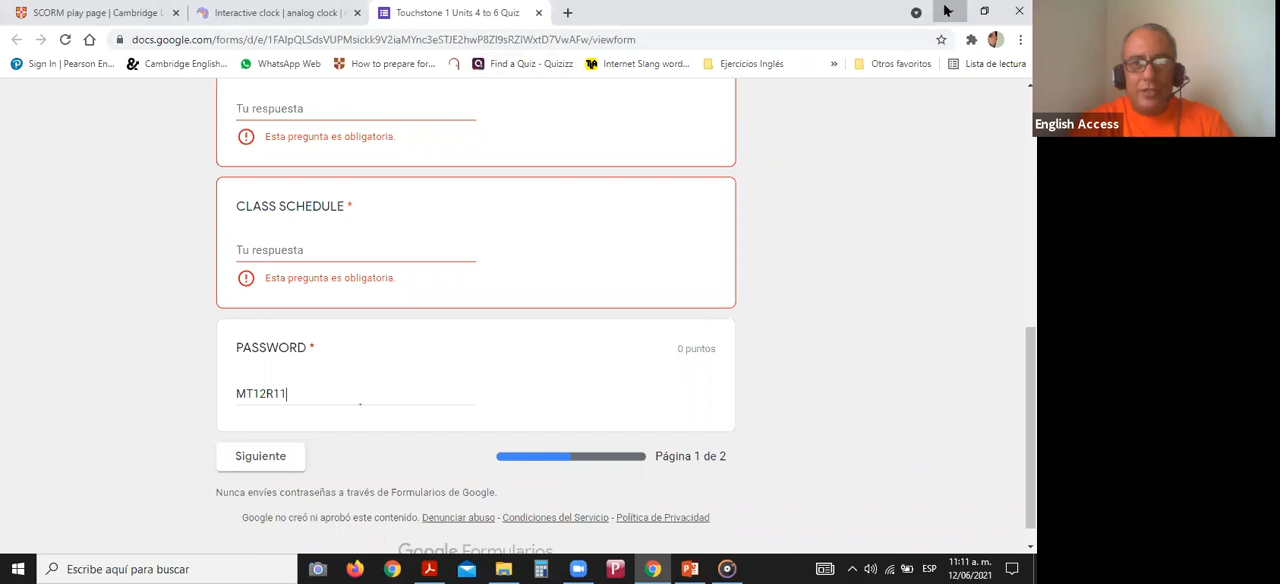 SCORM play page | Cambridge L
Interactive clock | analog clock |
Touchstone 1 Units 4 to 6 Quiz
docs.google.com/forms/d/e/1FAIpQLSdsVUPMsickk9V2iaMYnc3eSTJE2hwP8ZI9sRZIWxtD7VwAFw/viewform
Sign In | Pearson En...
Cambridge English...
WhatsApp Web
How to prepare for...
Find a Quiz - Quizizz
Internet Slang word...
Ejercicios Inglés
»
Otros favoritos
Lista de lectura
English Access
Tu respuesta
Esta pregunta es obligatoria.
CLASS SCHEDULE *
Tu respuesta
Esta pregunta es obligatoria.
PASSWORD *
0 puntos
MT12R11
Siguiente
Página 1 de 2
Nunca envíes contraseñas a través de Formularios de Google.
Google no creó ni aprobó este contenido. Denunciar abuso - Condiciones del Servicio - Política de Privacidad
Google Formularios
Escribe aquí para buscar
ESP
11:11 a. m.
12/06/2021